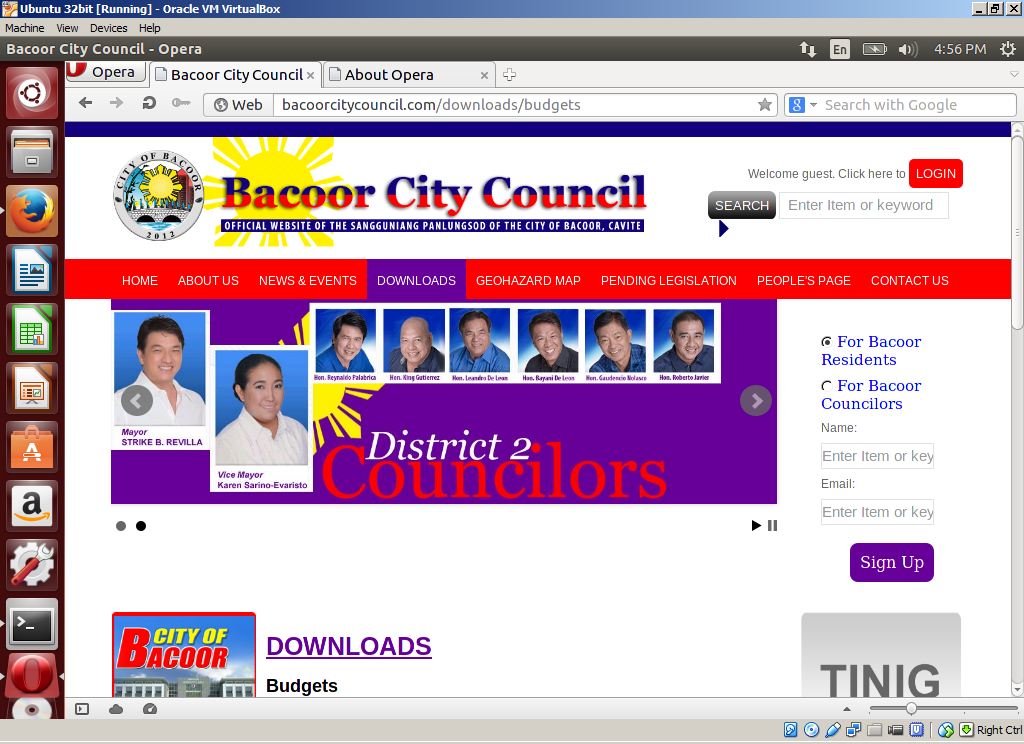 Ubuntu 32bit [Running] - Oracle VM VirtualBox
Machine View Devices Help
Bacoor City Council - Opera
En
4:56 PM
Opera
Bacoor City Council
About Opera
Web
bacoorcitycouncil.com/downloads/budgets
Search with Google
CITY OF BACOOR
2012
Bacoor City Council
OFFICIAL WEBSITE OF THE SANGGUNIANG PANLUNGSOD OF THE CITY OF BACOOR, CAVITE
Welcome guest. Click here to LOGIN
SEARCH Enter Item or keyword
HOME ABOUT US NEWS & EVENTS DOWNLOADS GEOHAZARD MAP PENDING LEGISLATION PEOPLE'S PAGE CONTACT US
Hon. Reynaldo Palabrica Hon. King Gutierrez Hon. Leandro De Leon Hon. Bayani De Leon Hon. Gaudencio Nolasco Hon. Roberto Javier
Mayor
STRIKE B. REVILLA
Vice Mayor
Karen Sarino-Evaristo
District 2
Councilors
For Bacoor
Residents
For Bacoor
Councilors
Name:
Enter Item or key
Email:
Enter Item or key
Sign Up
CITY OF
BACOOR
DOWNLOADS
Budgets
TINIG
Right Ctrl